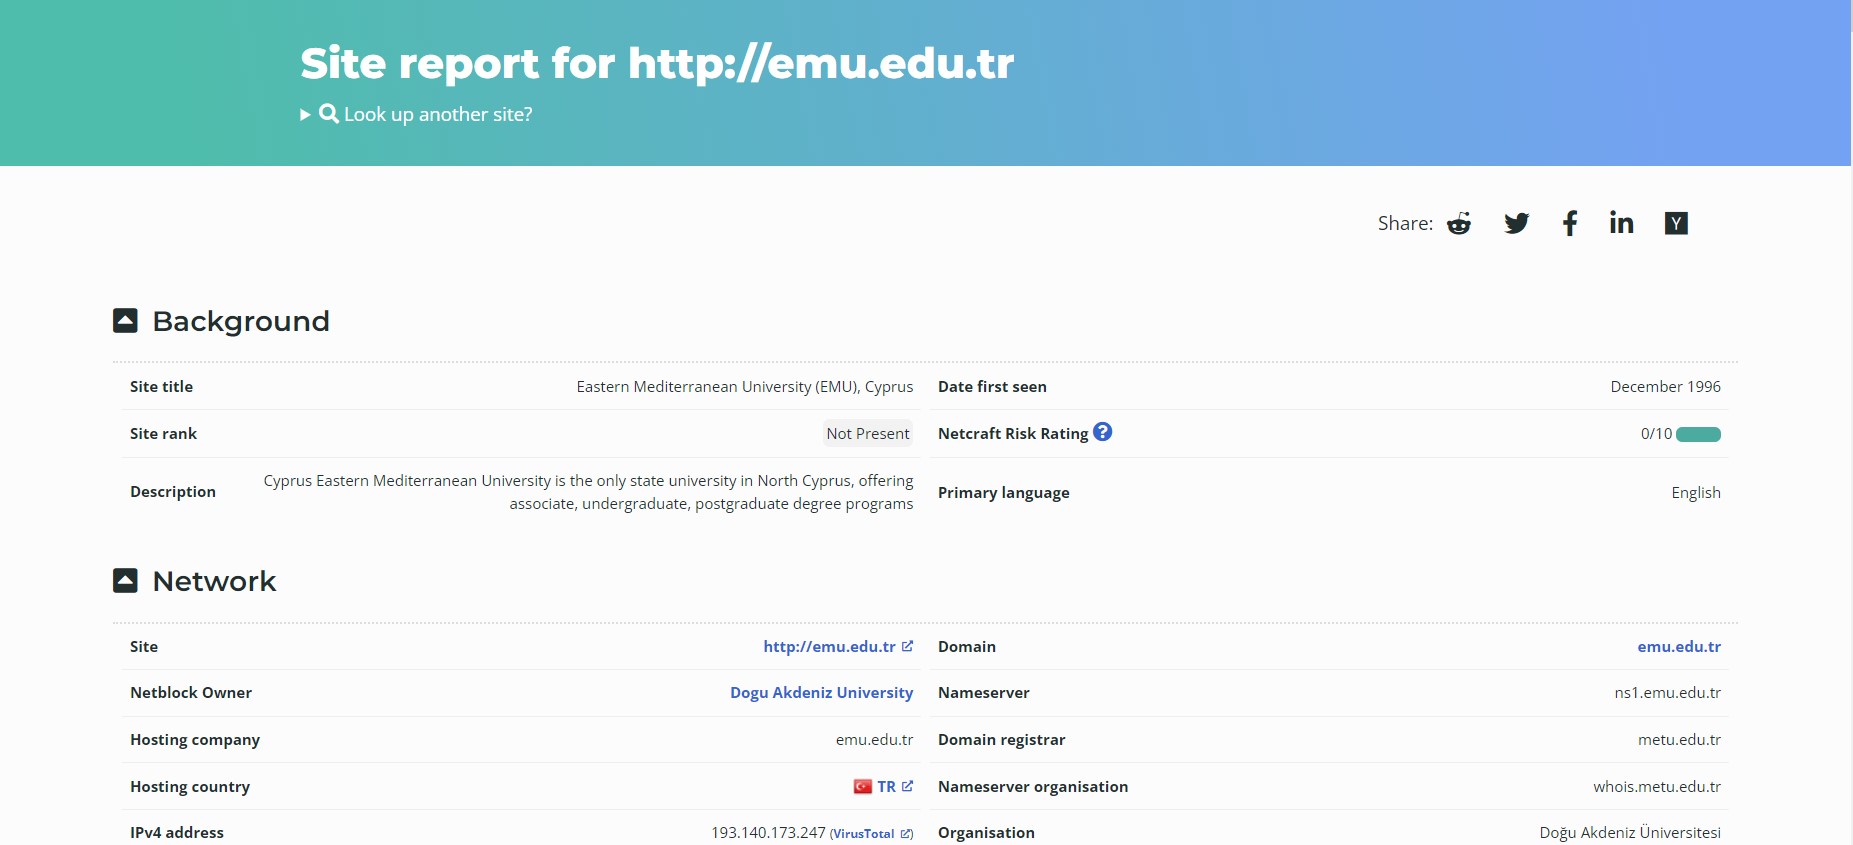 Site report for http://emu.edu.tr
Look up another site?
Share:
Y
Background
Site title
Eastern Mediterranean University (EMU), Cyprus
Date first seen
December 1996
Site rank
Not Present
Netcraft Risk Rating ?
0/10
Description
Cyprus Eastern Mediterranean University is the only state university in North Cyprus, offering
associate, undergraduate, postgraduate degree programs
Primary language
English
Network
Site
http://emu.edu.tr
Domain
emu.edu.tr
Netblock Owner
Dogu Akdeniz University
Nameserver
ns1.emu.edu.tr
Hosting company
emu.edu.tr
Domain registrar
metu.edu.tr
Hosting country
TR
Nameserver organisation
whois.metu.edu.tr
IPv4 address
193.140.173.247 (VirusTotal)
Organisation
Doğu Akdeniz Üniversitesi